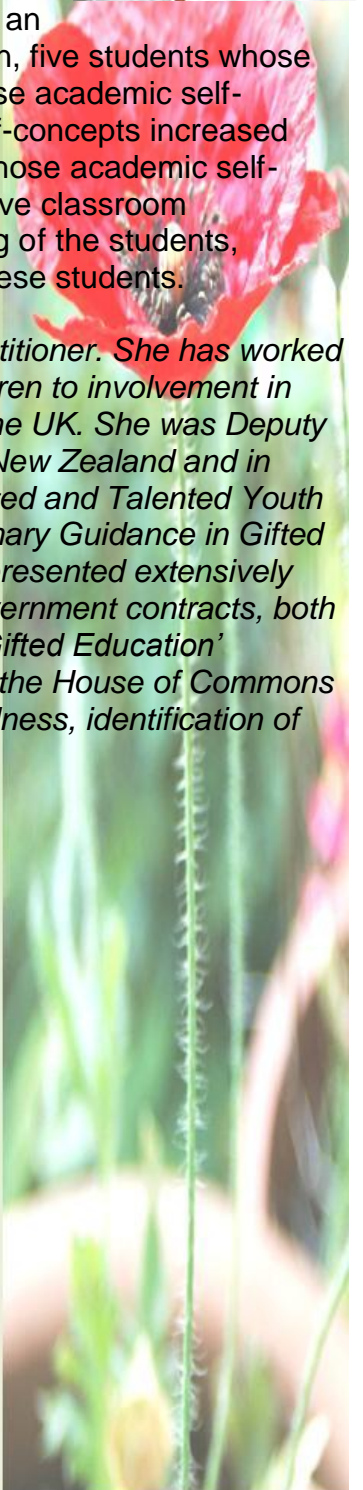 an
n, five students whose
se academic self-
f-concepts increased
hose academic self-
ve classroom
g of the students,
nese students.
titioner. She has worked
ren to involvement in
he UK. She was Deputy
New Zealand and in
ed and Talented Youth
nary Guidance in Gifted
resented extensively
vernment contracts, both
Gifted Education’
the House of Commons
dness, identification of